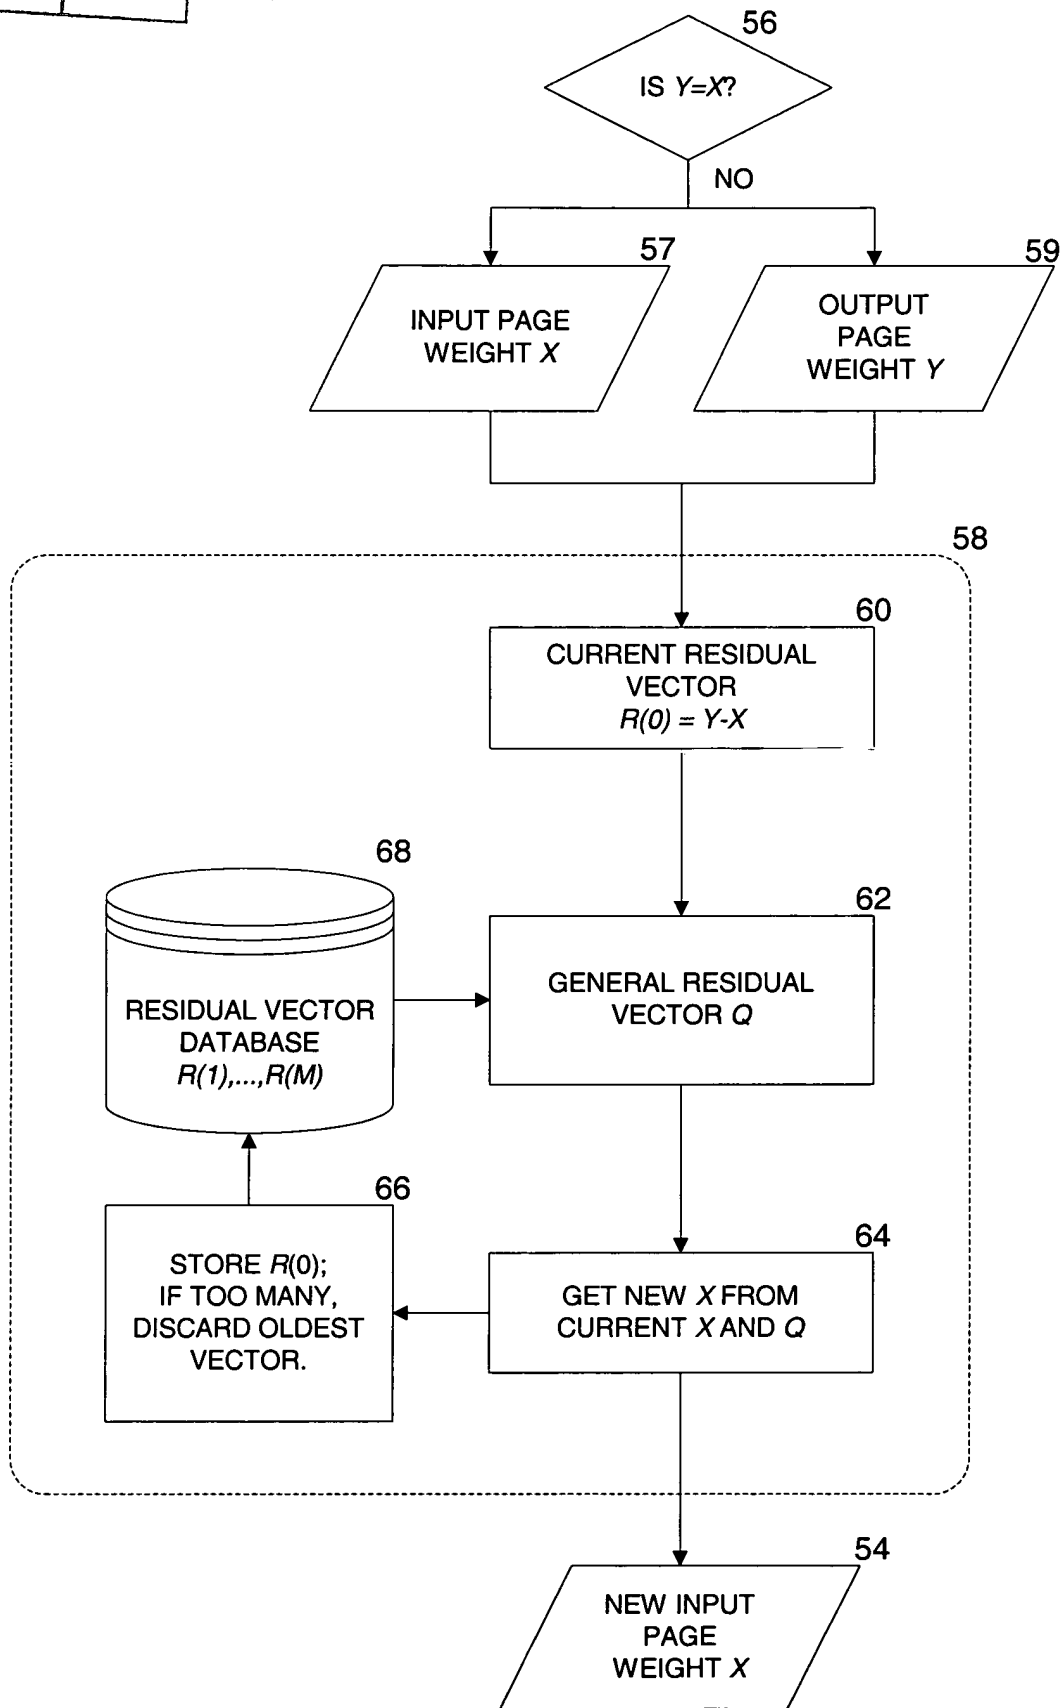 56
IS Y=X?
NO
57
INPUT PAGE
WEIGHT X
59
OUTPUT
PAGE
WEIGHT Y
58
60
CURRENT RESIDUAL
VECTOR
R(0) = Y-X
68
RESIDUAL VECTOR
DATABASE
R(1),...,R(M)
62
GENERAL RESIDUAL
VECTOR Q
66
STORE R(0);
IF TOO MANY,
DISCARD OLDEST
VECTOR.
64
GET NEW X FROM
CURRENT X AND Q
54
NEW INPUT
PAGE
WEIGHT X